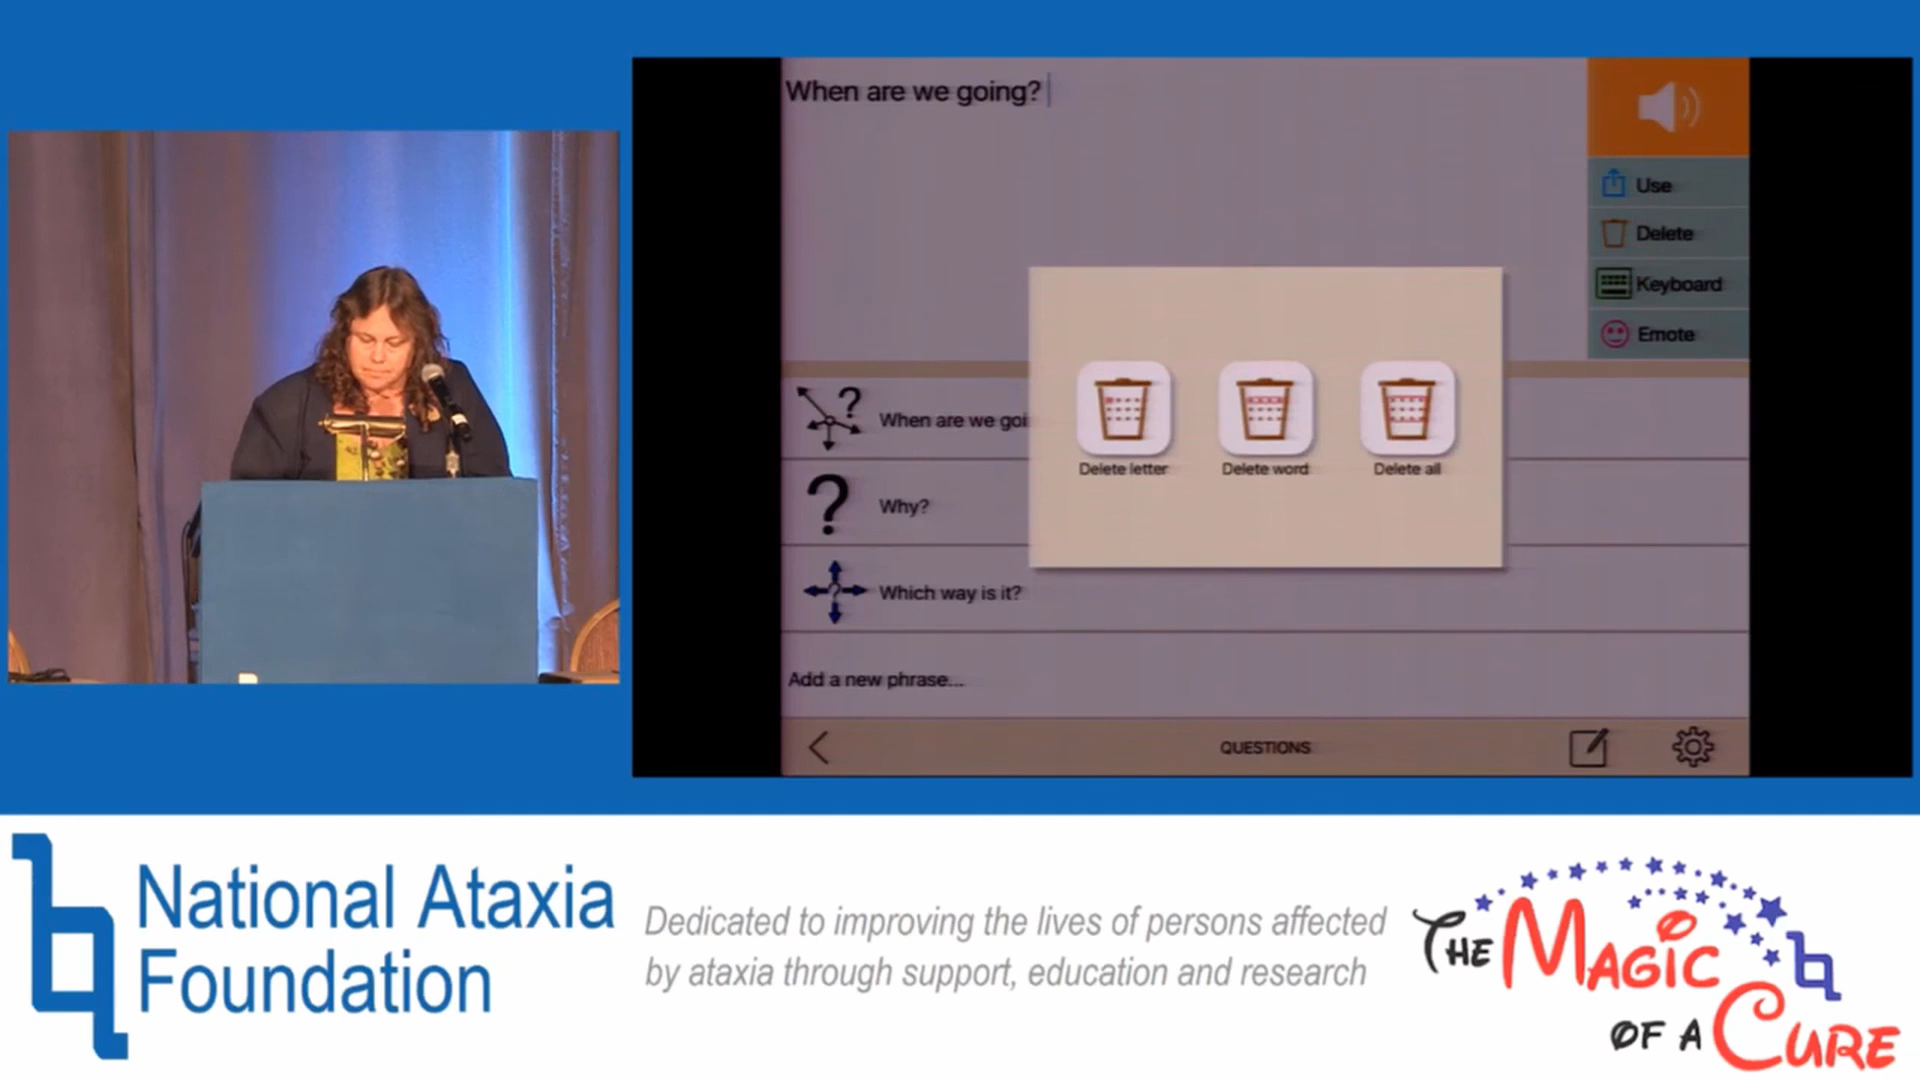 When are we going?
Use
Delete
Keyboard
Emote
When are we goi
Delete letter
Delete word
Delete all
?
Why?
Which way is it?
Add a new phrase...
QUESTIONS
National Ataxia
Foundation
Dedicated to improving the lives of persons affected
by ataxia through support, education and research
THE MAGIC
OF A CURE